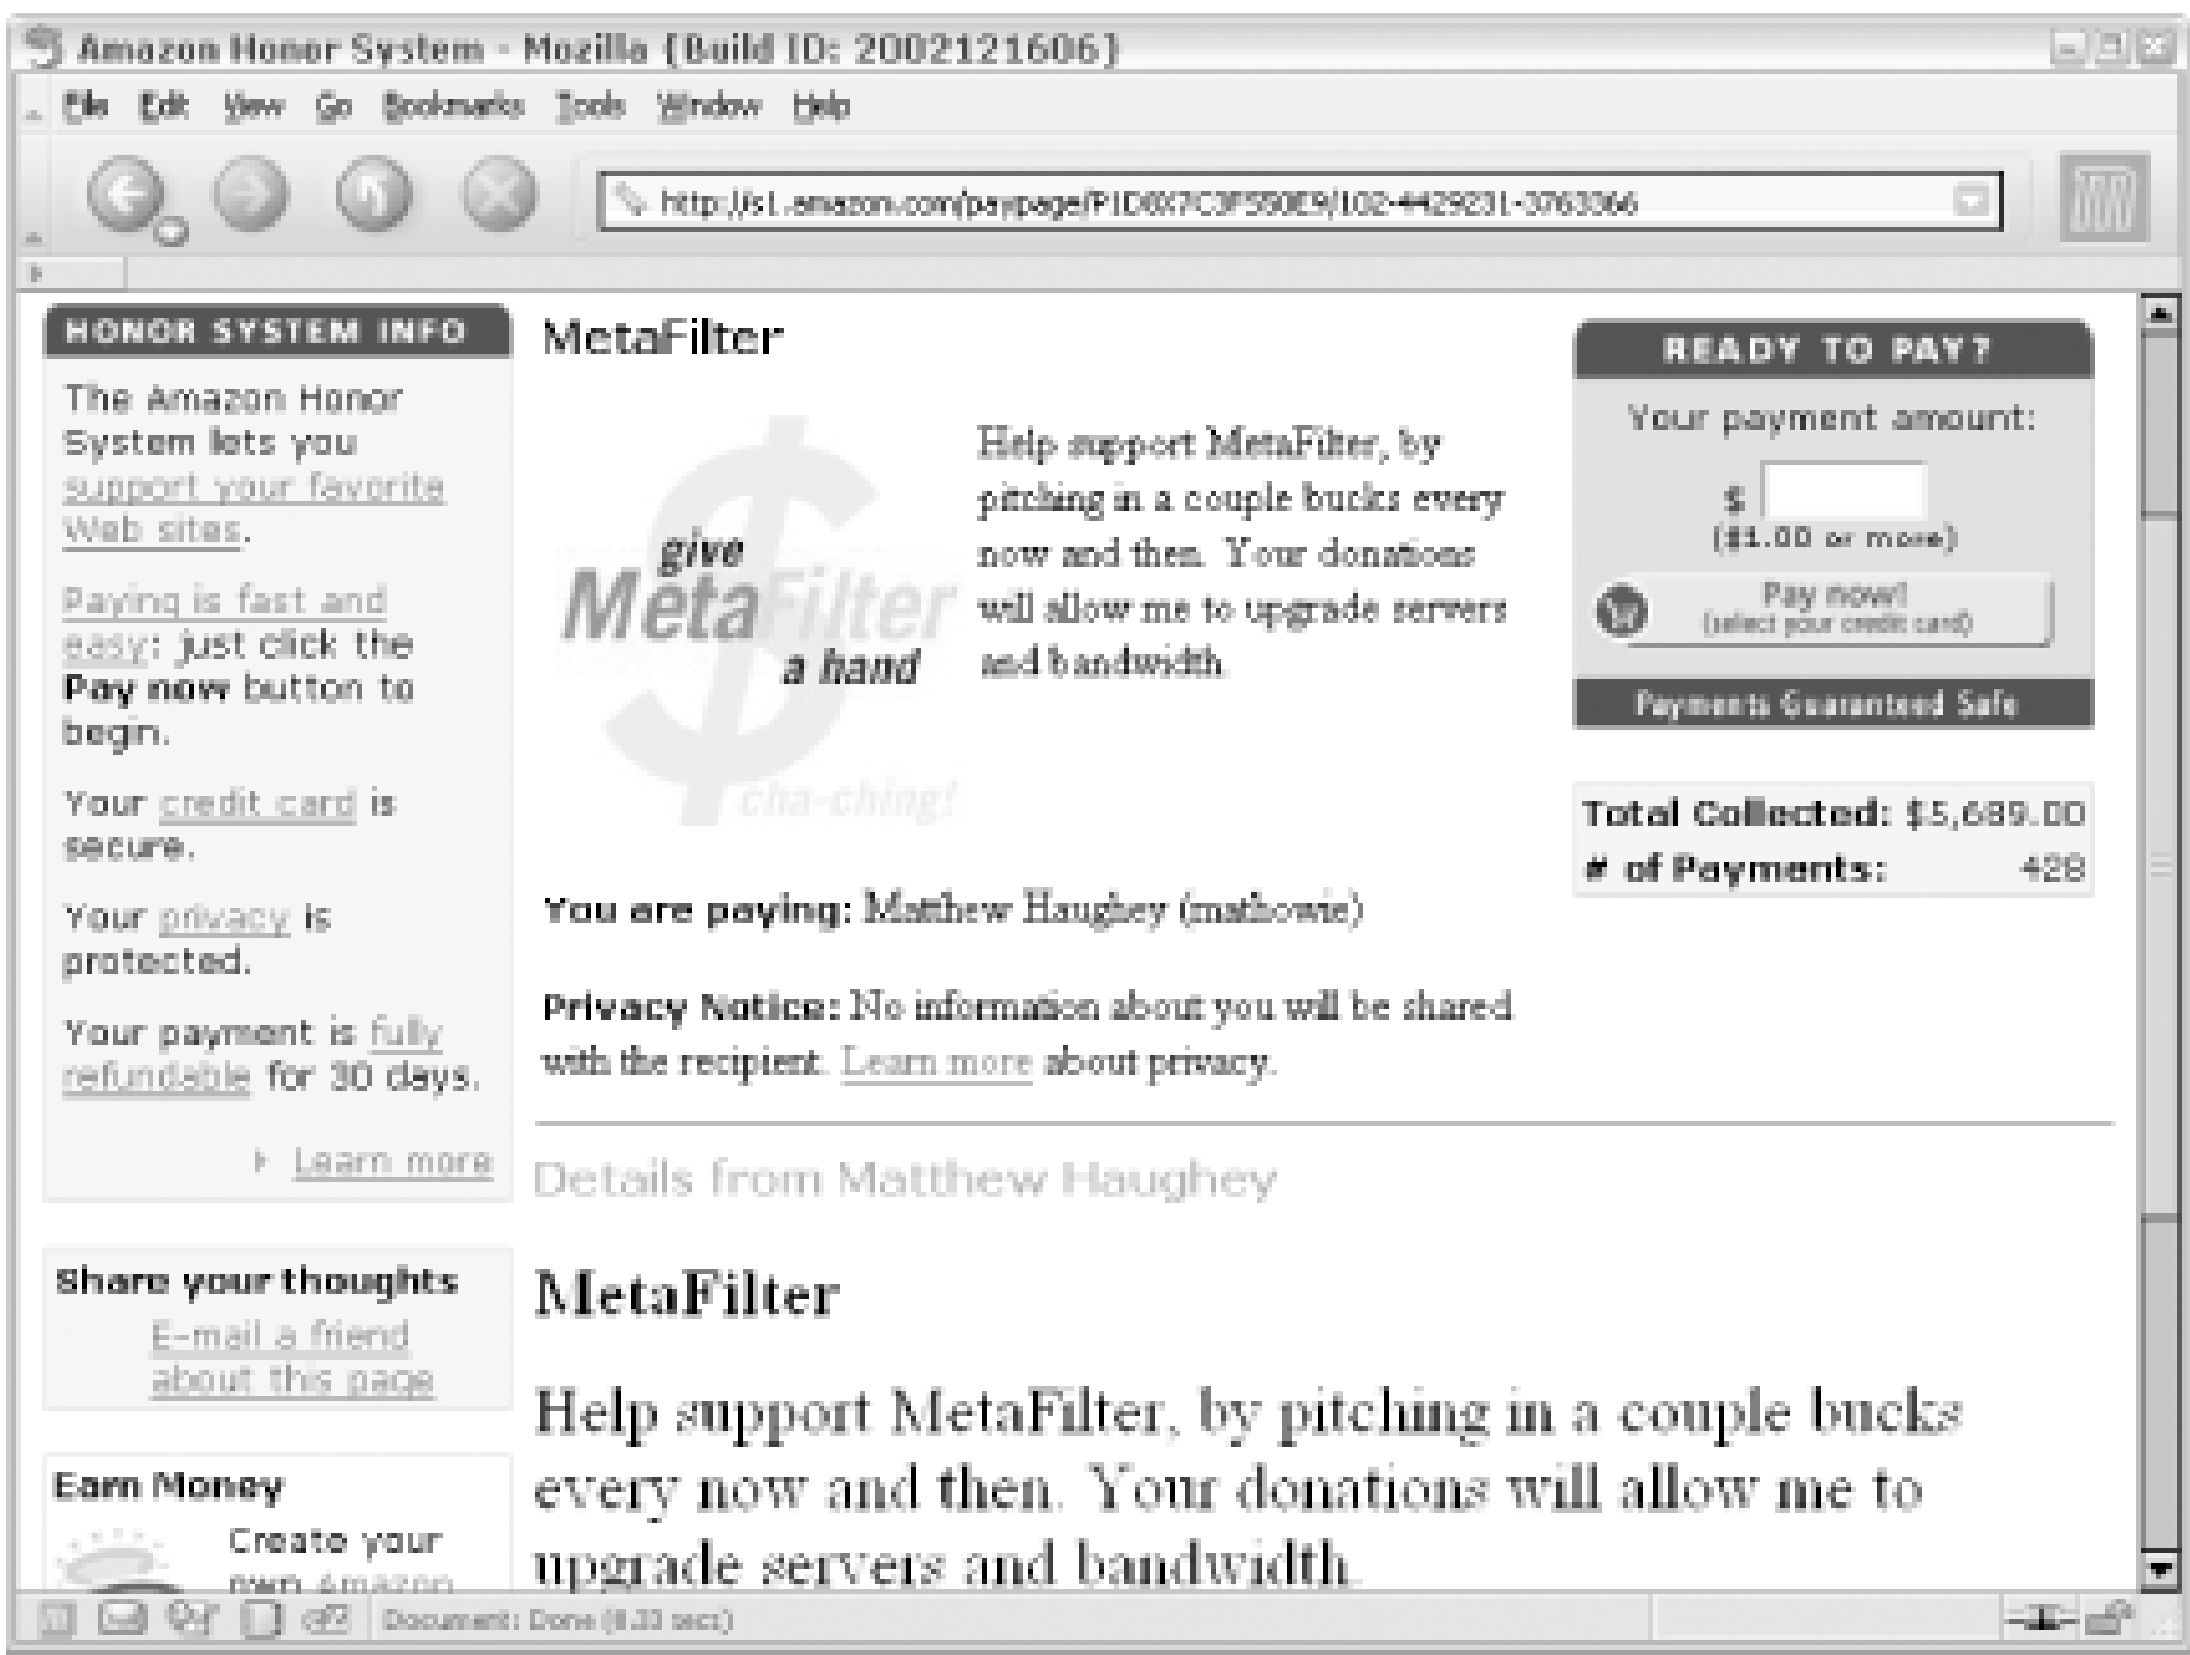 Amazon Honor System - Mozilla {Build ID: 2002121606}
File Edit View Go Bookmarks Tools Window Help
HONOR SYSTEM INFO
The Amazon Honor
System lets you
support your favorite
Web sites.
Paying is fast and
easy: just click the
Pay now button to
begin.
Your credit card is
secure.
Your privacy is
protected.
Your payment is fully
refundable for 30 days.
Learn more
Share your thoughts
E-mail a friend
about this page
Earn Money
Create your
own Amazon
MetaFilter
give
MetaFilter
a hand
cha-ching!
Help support MetaFilter, by
pitching in a couple bucks every
now and then. Your donations
will allow me to upgrade servers
and bandwidth.
You are paying: Matthew Haughey (mathowie)
Privacy Notice: No information about you will be shared
with the recipient. Learn more about privacy.
READY TO PAY?
Your payment amount:
$
($1.00 or more)
Pay now!
(select your credit card)
Payments Guaranteed Safe
Total Collected: $5,689.00
# of Payments: 428
Details from Matthew Haughey
MetaFilter
Help support MetaFilter, by pitching in a couple bucks
every now and then. Your donations will allow me to
upgrade servers and bandwidth.
Document: Done